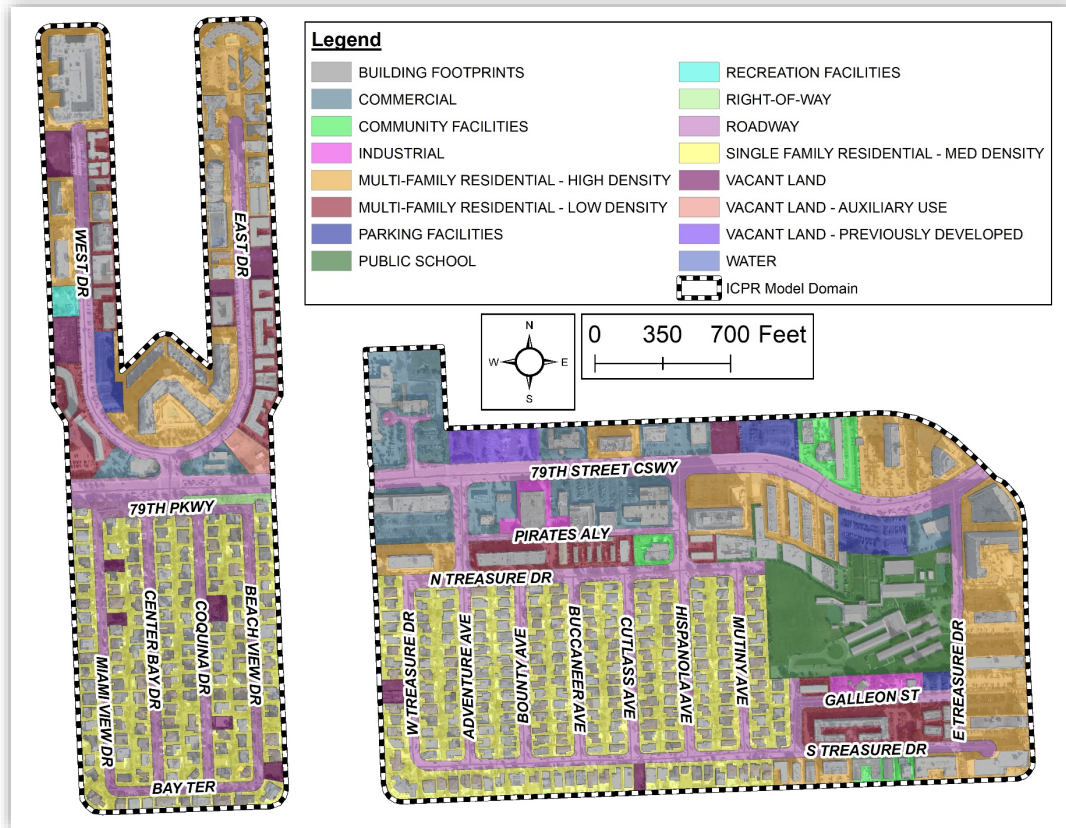 Legend
BUILDING FOOTPRINTS
COMMERCIAL
COMMUNITY FACILITIES
INDUSTRIAL
MULTI-FAMILY RESIDENTIAL - HIGH DENSITY
MULTI-FAMILY RESIDENTIAL - LOW DENSITY
PARKING FACILITIES
PUBLIC SCHOOL
RECREATION FACILITIES
RIGHT-OF-WAY
ROADWAY
SINGLE FAMILY RESIDENTIAL - MED DENSITY
VACANT LAND
VACANT LAND - AUXILIARY USE
VACANT LAND - PREVIOUSLY DEVELOPED
WATER
ICPR Model Domain
N
W E
S
0 350 700 Feet
WEST DR
EAST DR
79TH PKWY
MIAMI VIEW DR
CENTER BAY DR
COQUINA DR
BEACH VIEW DR
BAY TER
79TH STREET CSWY
PIRATES ALY
N TREASURE DR
W TREASURE DR
ADVENTURE AVE
BOUNTY AVE
BUCCANEER AVE
CUTLASS AVE
HISPANOLA AVE
MUTINY AVE
GALLEON ST
E TREASURE DR
S TREASURE DR